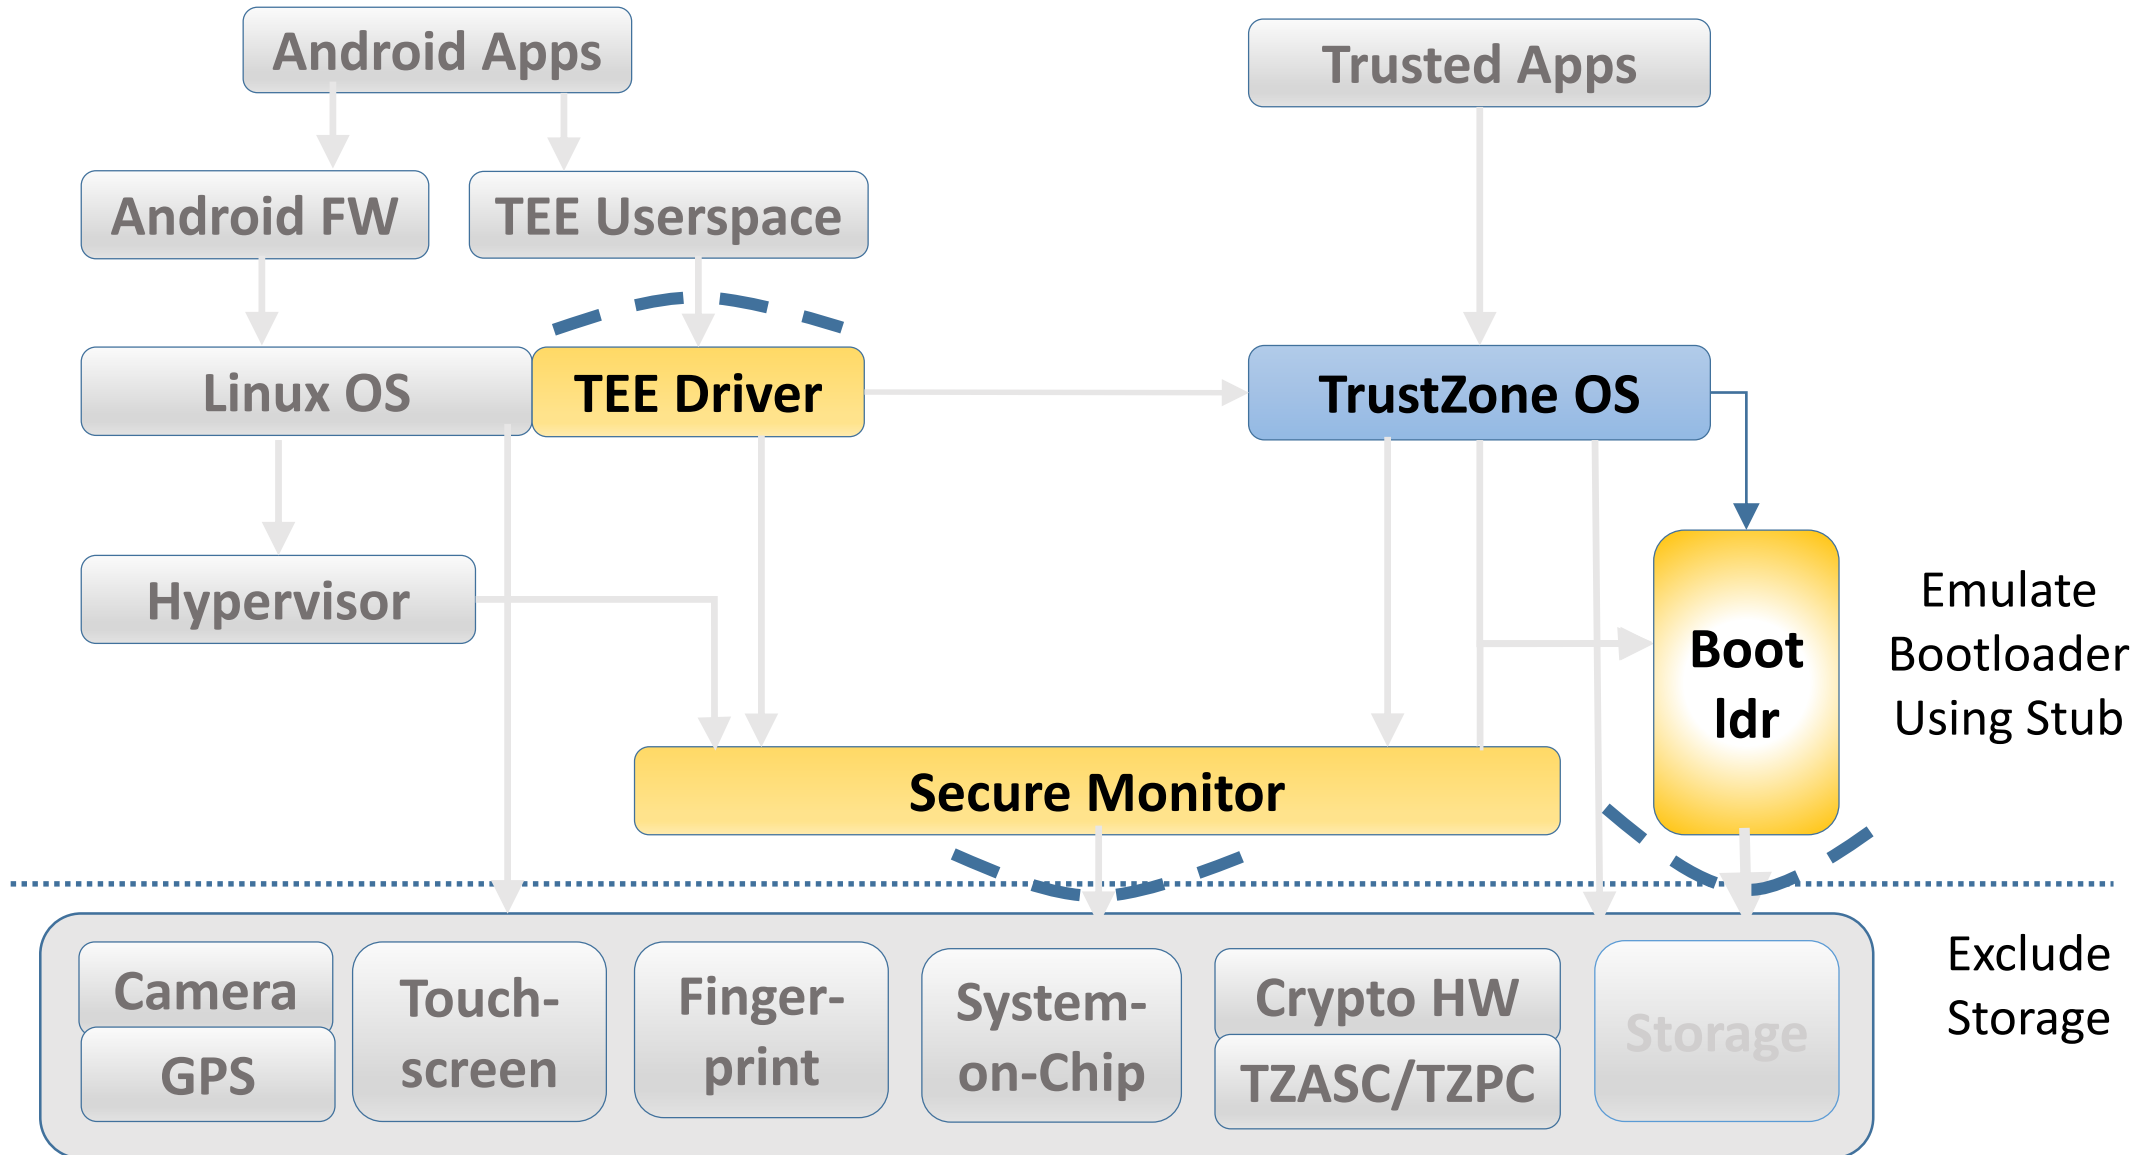 Android Apps
Trusted Apps
Android FW
TEE Userspace
Linux OS
TEE Driver
TrustZone OS
Hypervisor
Boot
ldr
Emulate
Bootloader
Using Stub
Secure Monitor
Camera
GPS
Touch-
screen
Finger-
print
System-
on-Chip
Crypto HW
TZASC/TZPC
Storage
Exclude
Storage